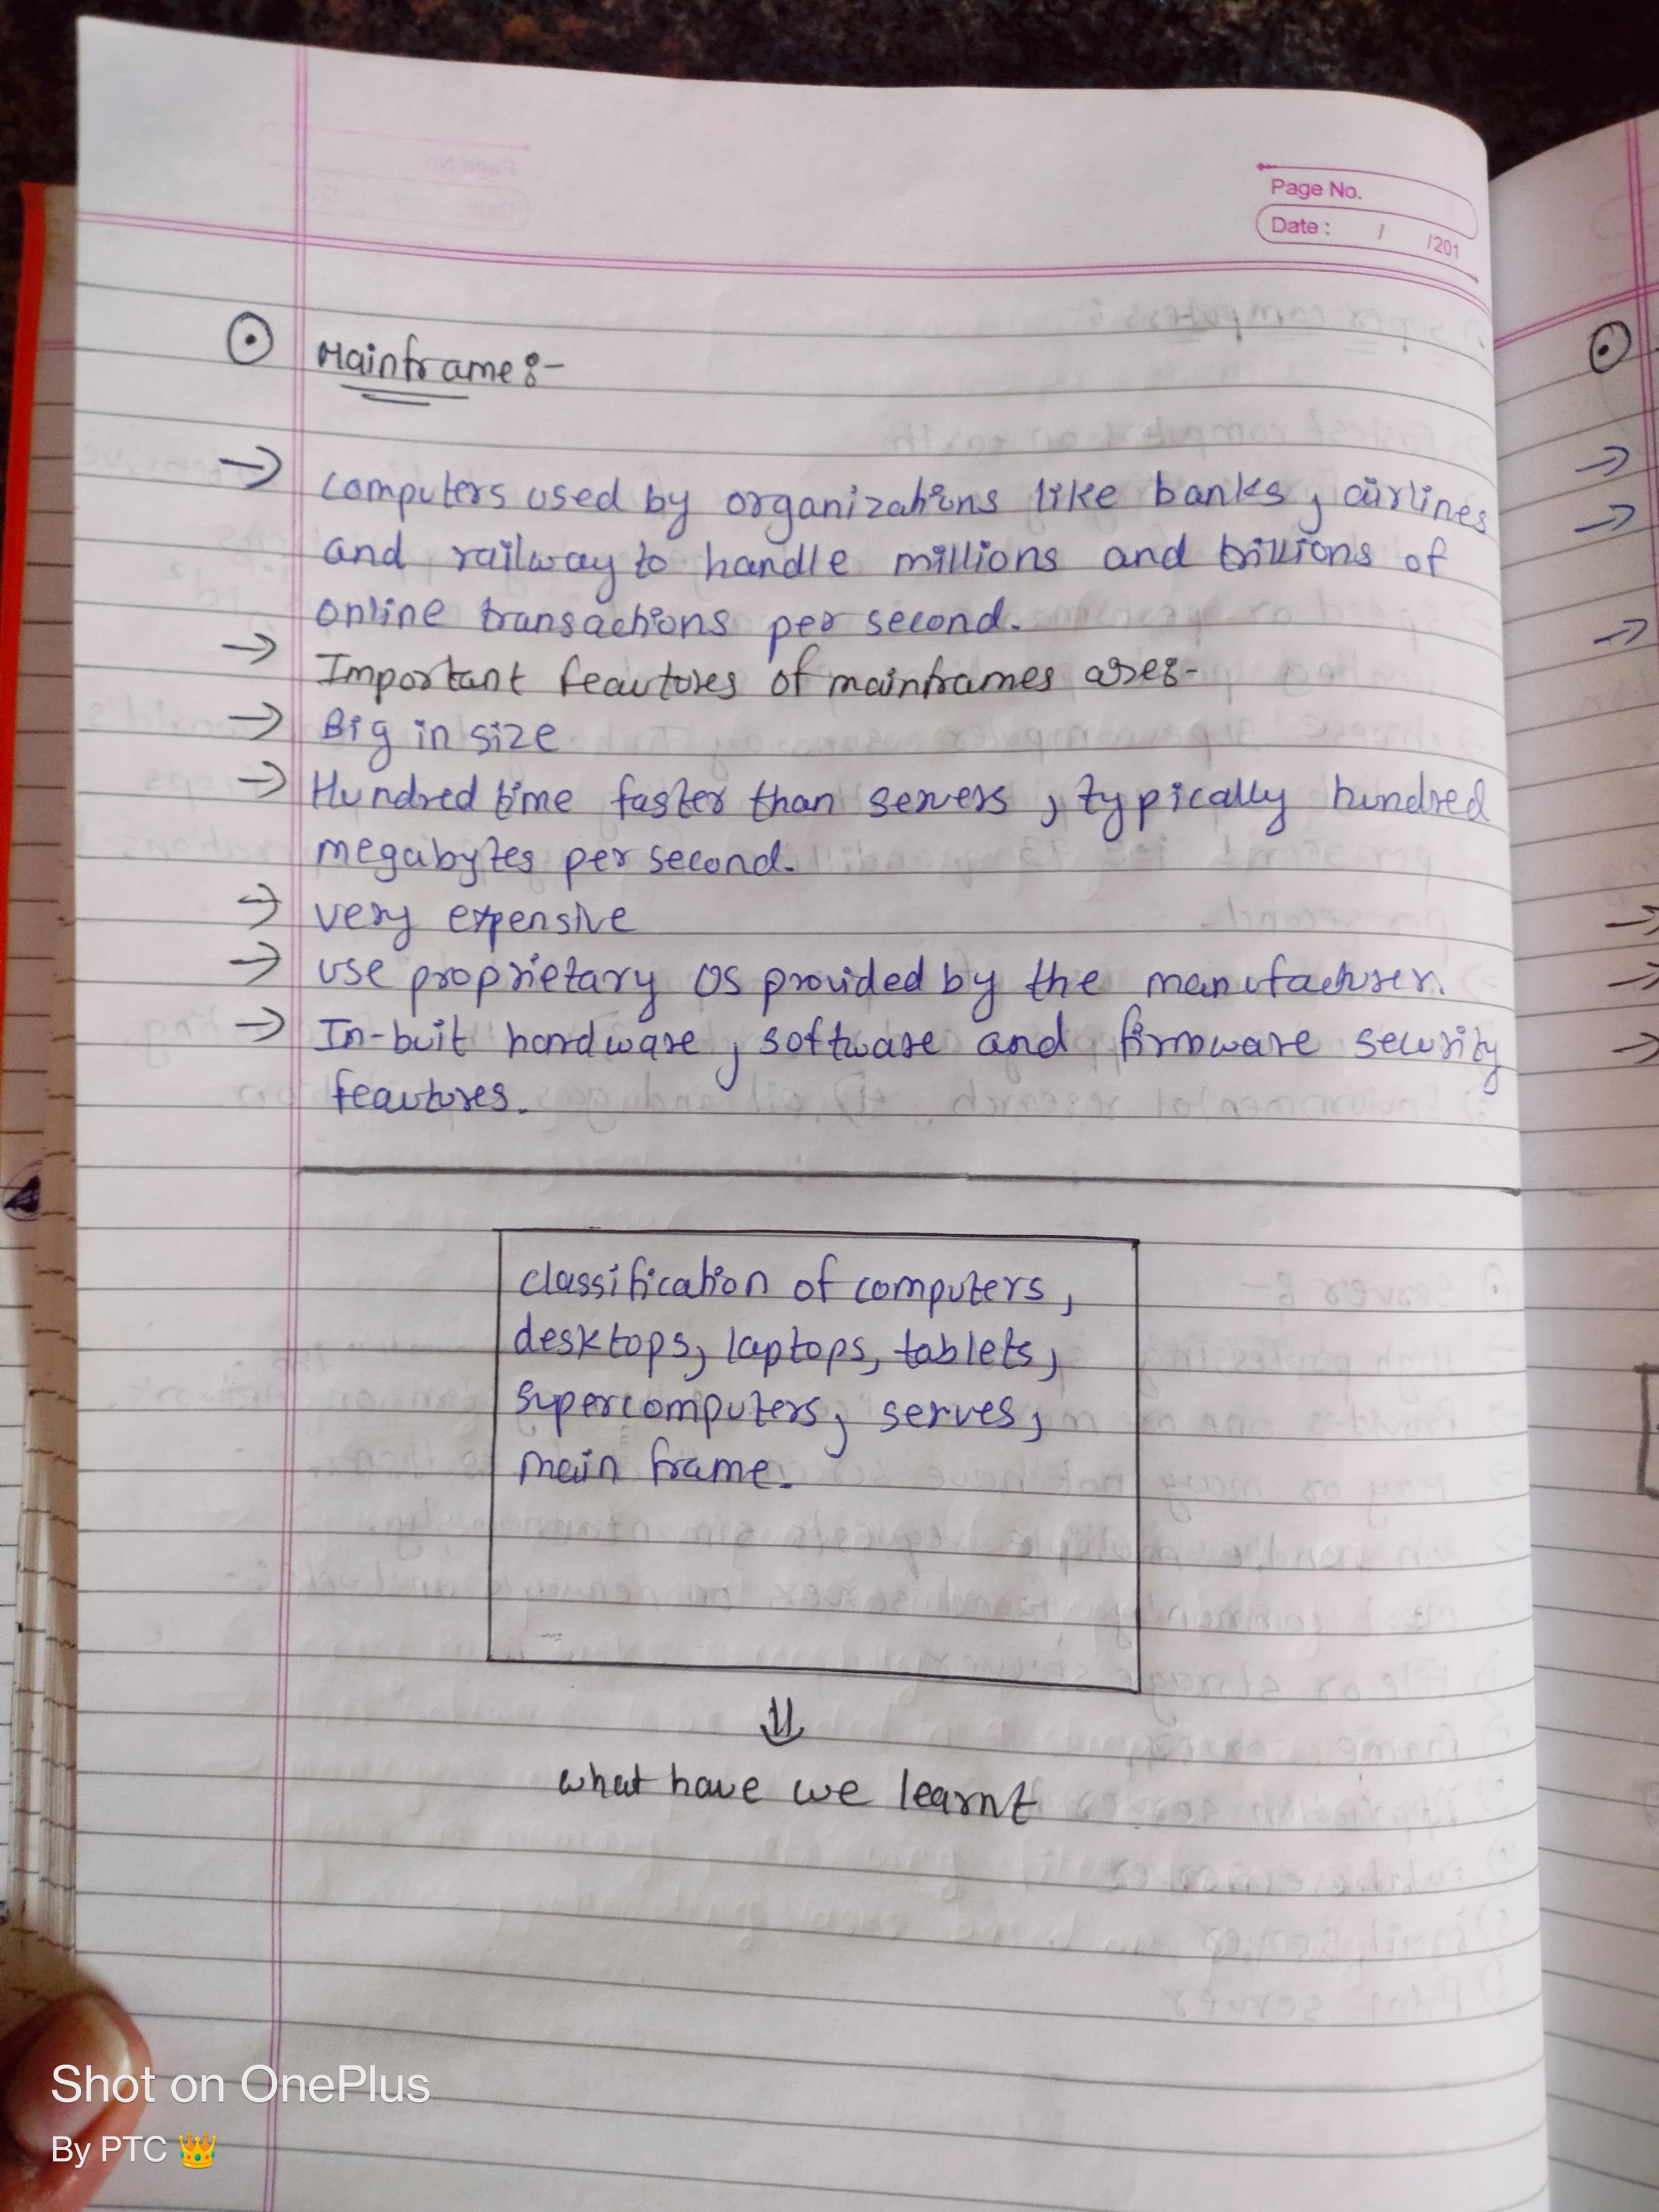 Page No.
Date : / /201
Mainframe :-
→ computers used by organizations like banks, airlines
and railway to handle millions and trillions of
online transactions per second.
→ Important feautures of mainframes are :-
→ Big in size
→ Hundred time faster than servers, typically hundred
megabytes per second.
→ very expensive
→ use proprietary OS provided by the manufacturer.
→ In-buit hardware, software and firmware security
feautures.
classification of computers,
desktops, laptops, tablets,
supercomputers, serves,
main frame.
what have we learnt
Shot on OnePlus
By PTC 👑